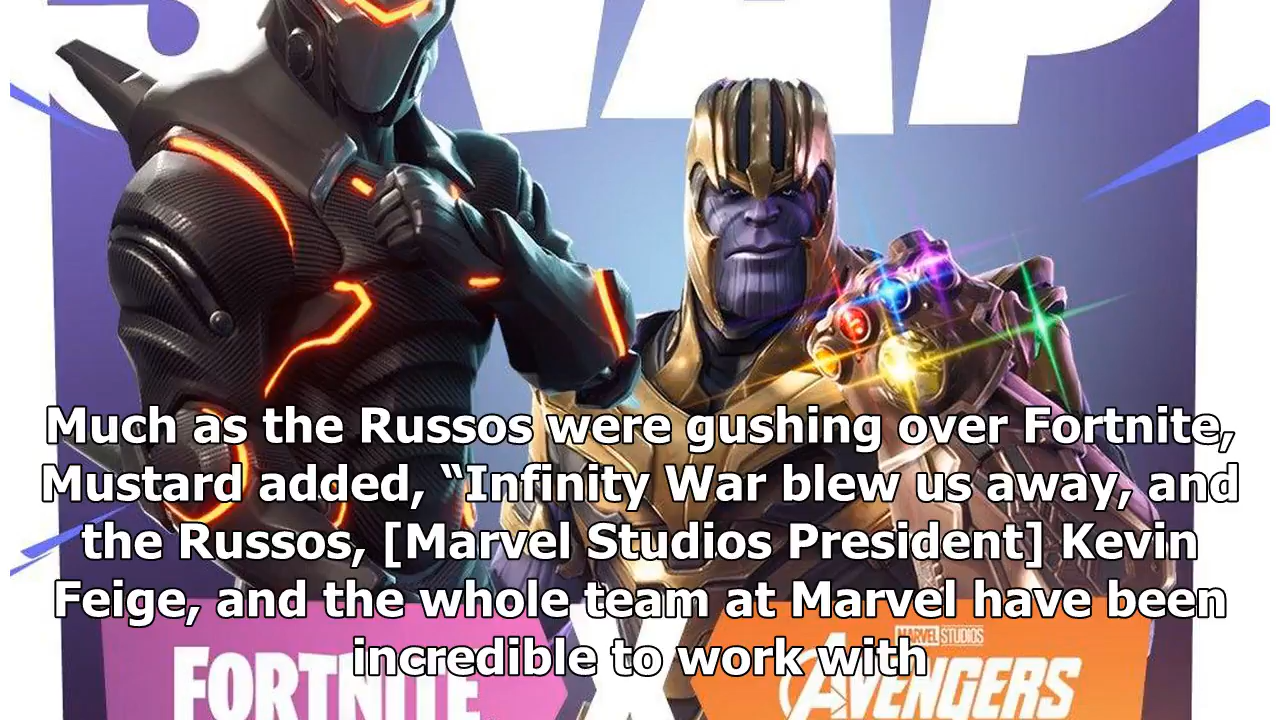 Much as the Russos were gushing over Fortnite,
Mustard added, “Infinity War blew us away, and
the Russos, [Marvel Studios President] Kevin
Feige, and the whole team at Marvel have been
incredible to work with
MARVEL STUDIOS
FORTNITE X AVENGERS